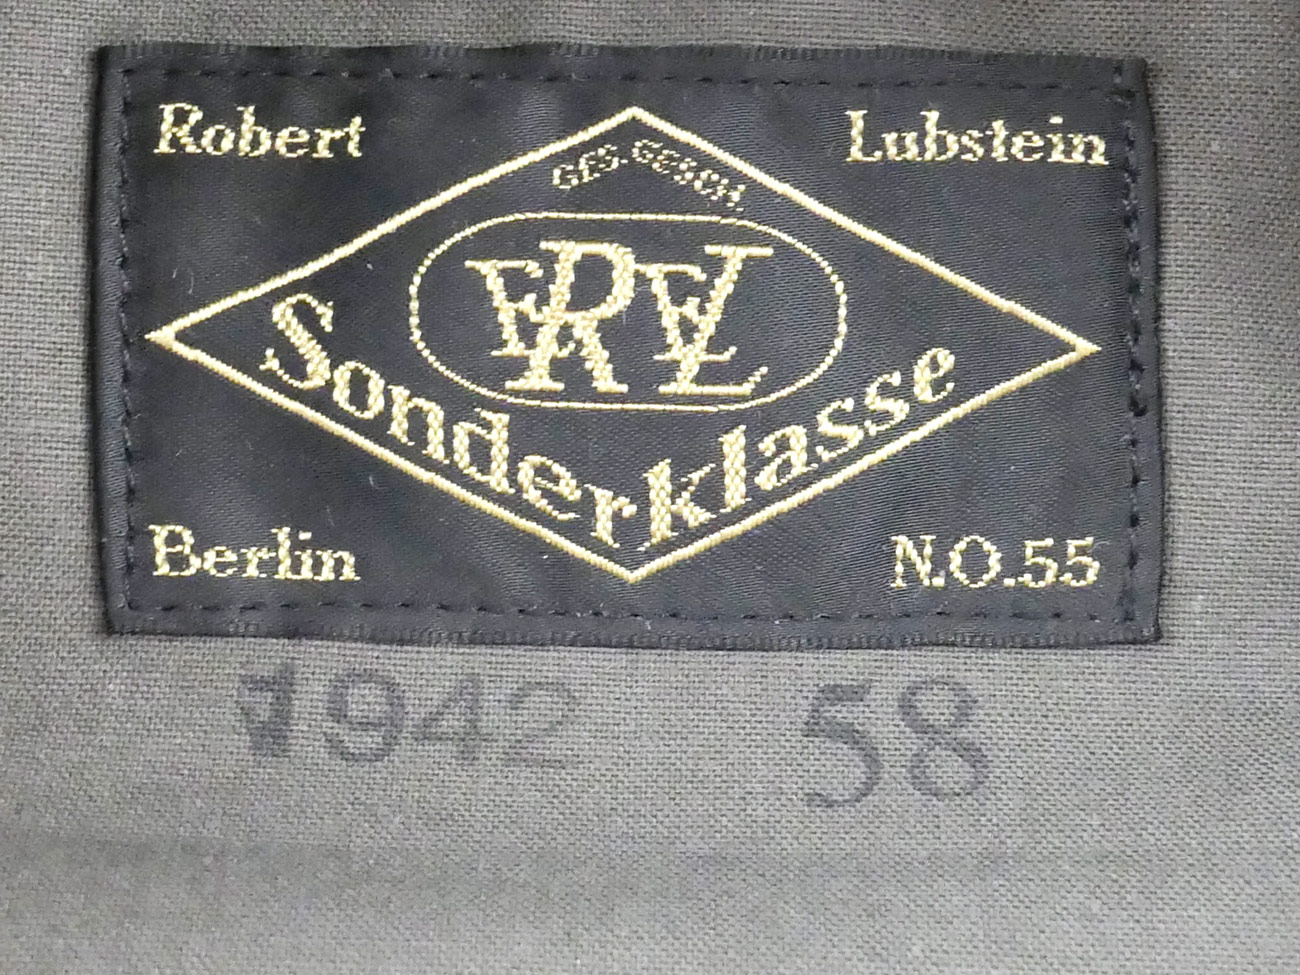 Robert Lubstein
GES. GESCH.
EREL
Sonderklasse
Berlin N.O.55
1942 58